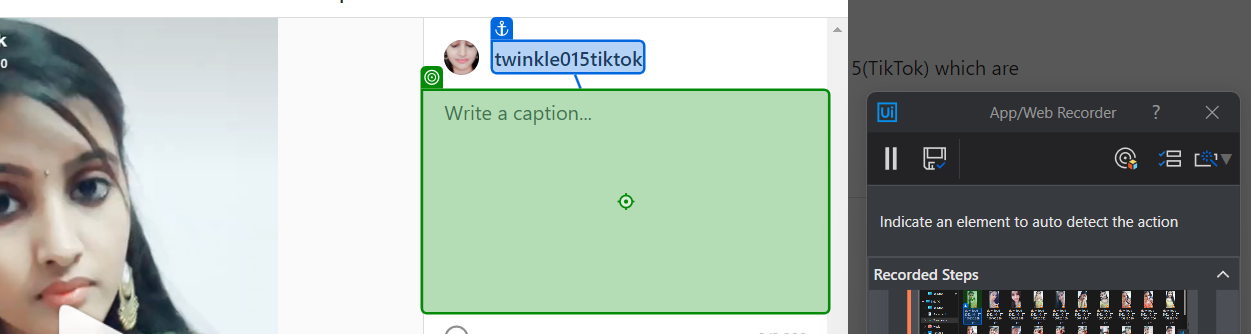 k
0
twinkle015tiktok
Write a caption...
5(TikTok) which are
Ui
App/Web Recorder
?
Indicate an element to auto detect the action
Recorded Steps